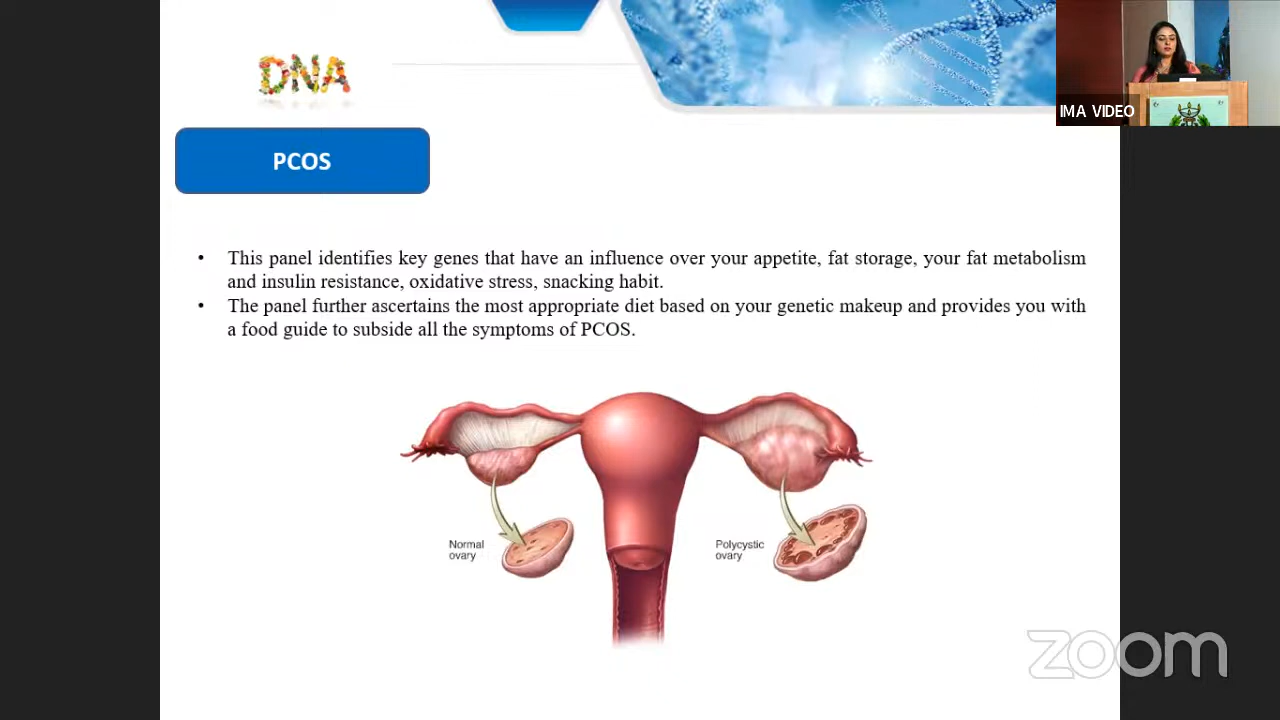 DNA
IMA VIDEO
PCOS
• This panel identifies key genes that have an influence over your appetite, fat storage, your fat metabolism
and insulin resistance, oxidative stress, snacking habit.
• The panel further ascertains the most appropriate diet based on your genetic makeup and provides you with
a food guide to subside all the symptoms of PCOS.
Normal
ovary
Polycystic
ovary
zoom